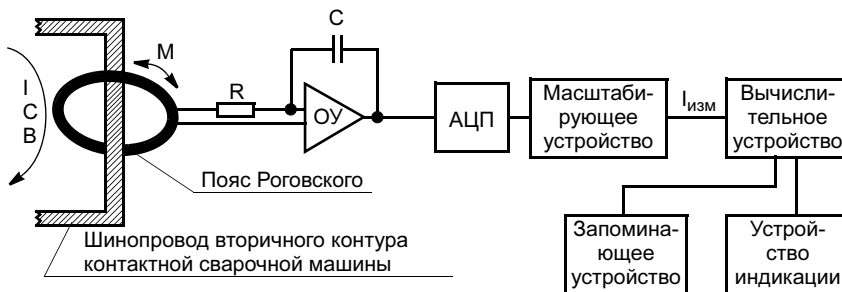 C
M
I
С
В
R
ОУ
АЦП
Масштаби-
рующее
устройство
Iизм
Вычисли-
тельное
устройство
Пояс Роговского
Шинопровод вторичного контура
контактной сварочной машины
Запомина-
ющее
устройство
Устрой-
ство
индикации